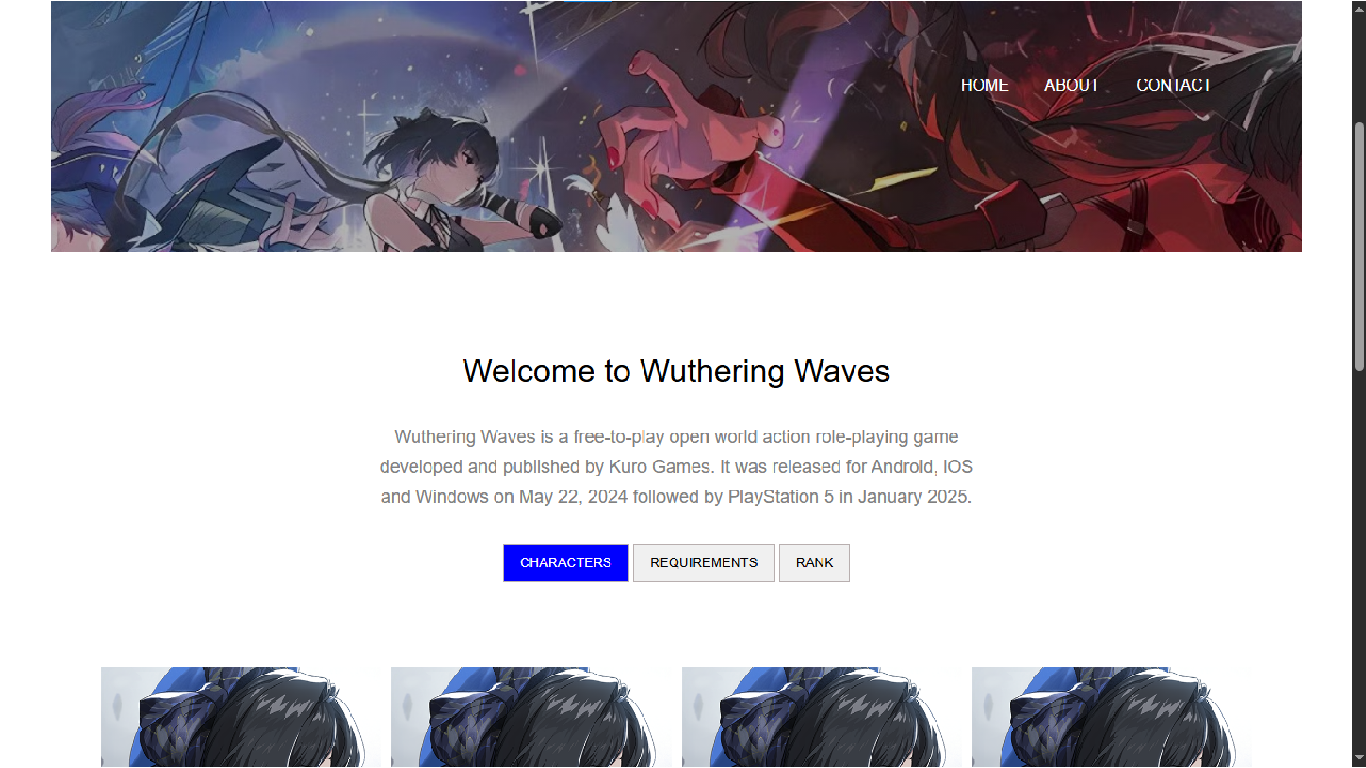 HOME ABOUT CONTACT
Welcome to Wuthering Waves
Wuthering Waves is a free-to-play open world action role-playing game
developed and published by Kuro Games. It was released for Android, IOS
and Windows on May 22, 2024 followed by PlayStation 5 in January 2025.
CHARACTERS REQUIREMENTS RANK